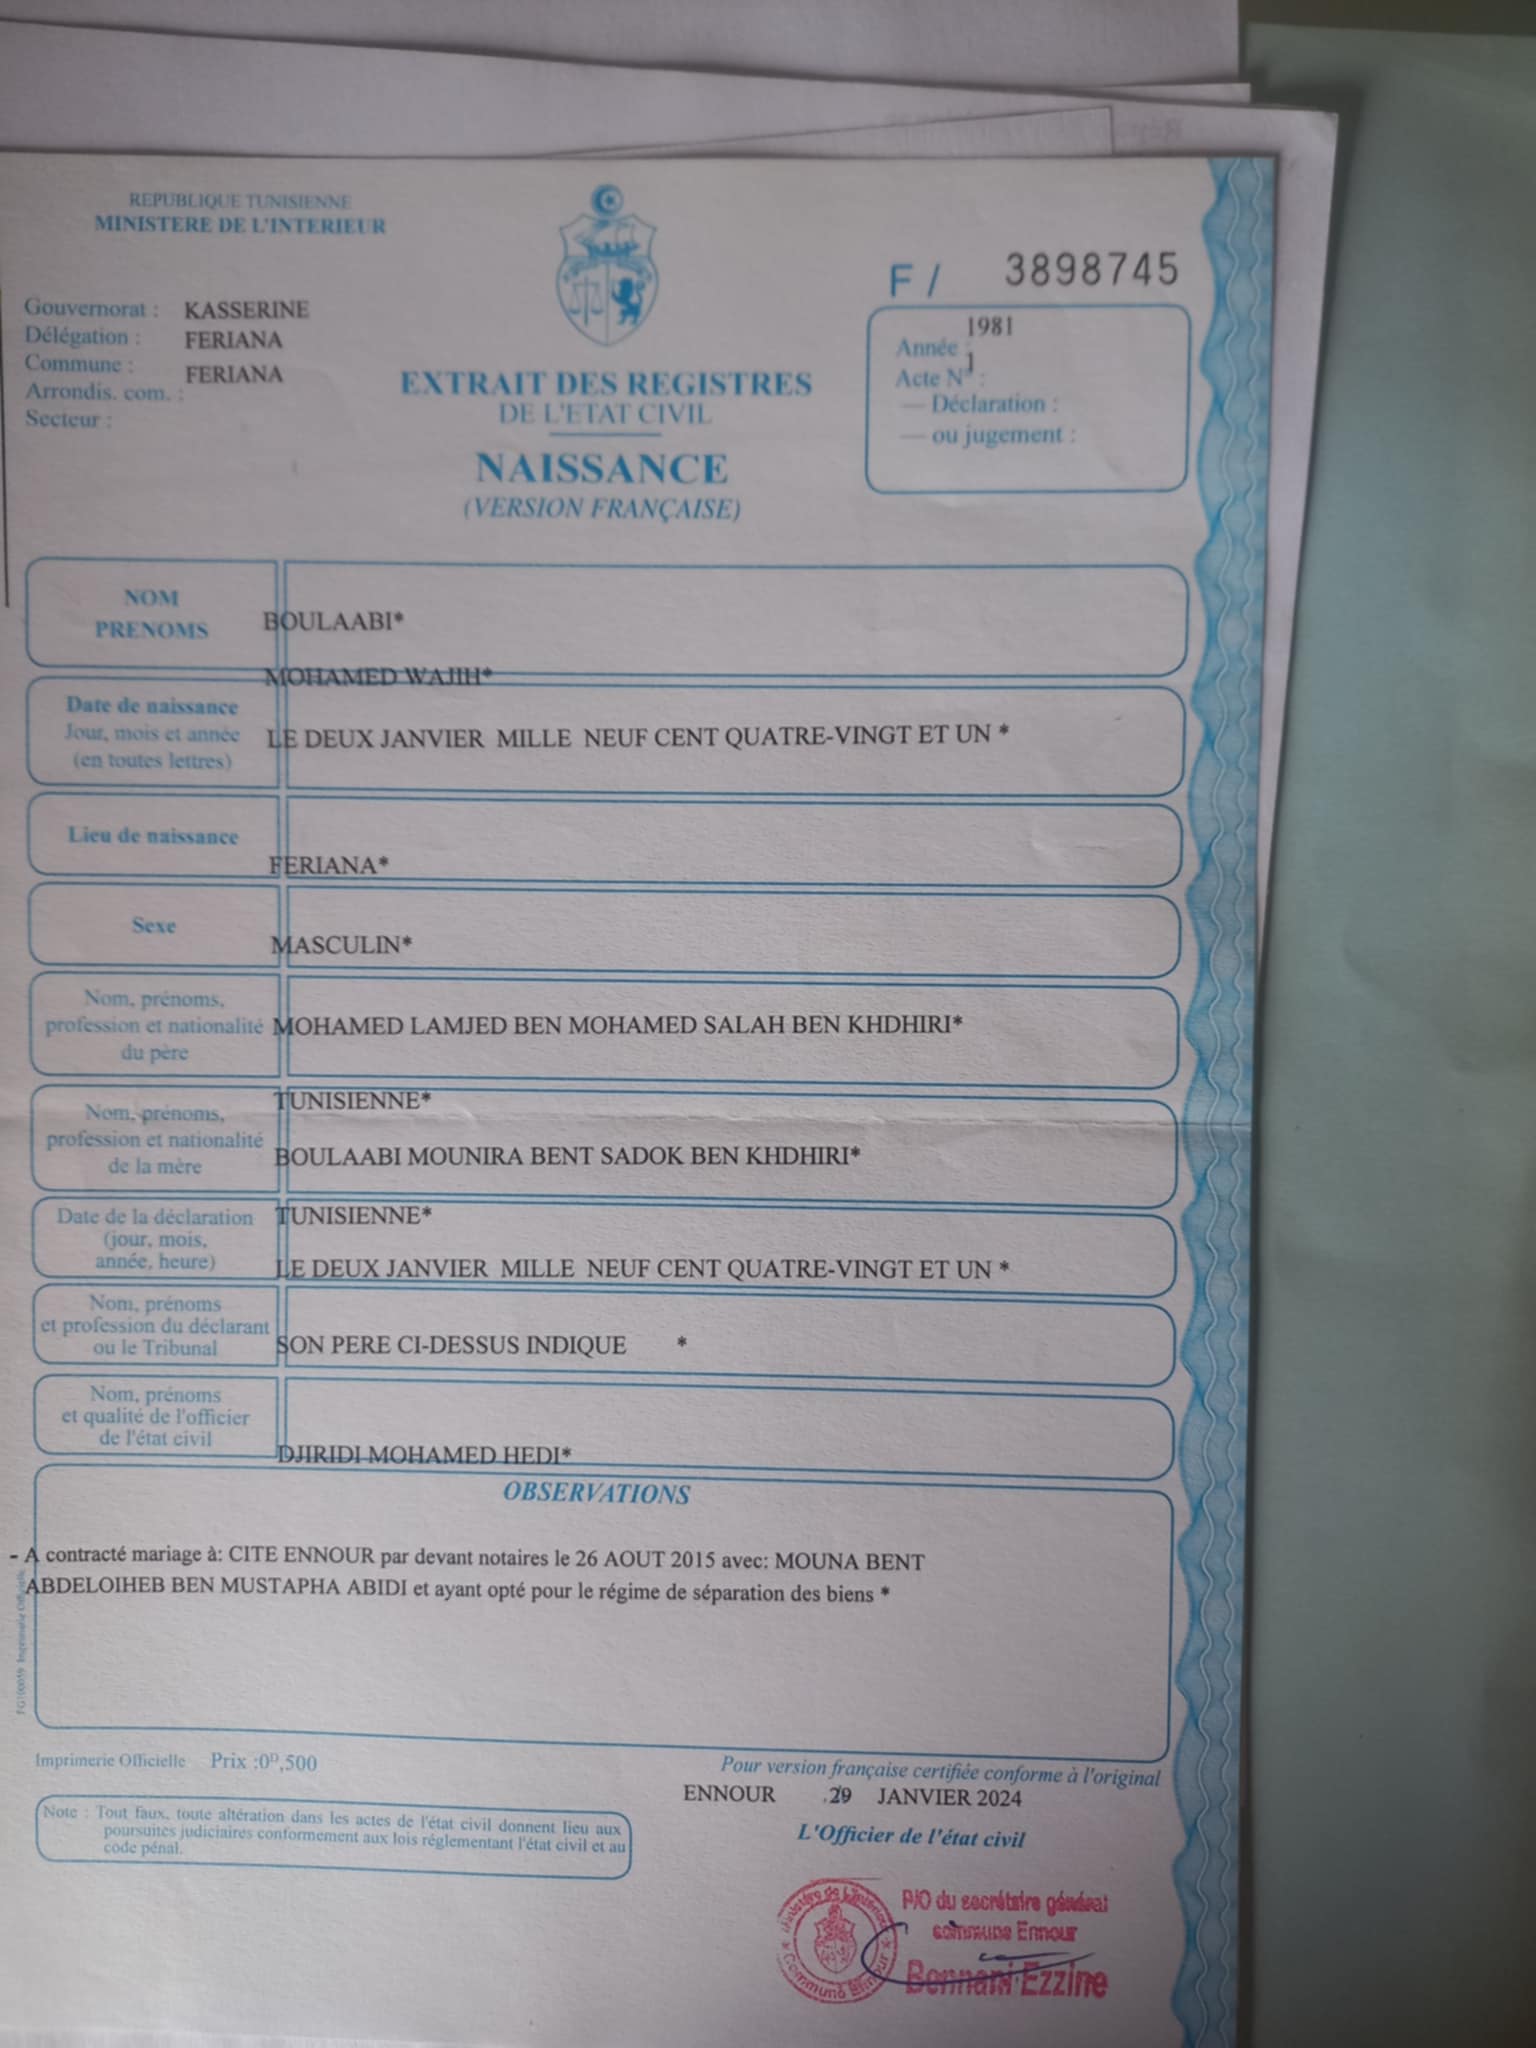 REPUBLIQUE TUNISIENNE
MINISTERE DE L'INTERIEUR
Gouvernorat : KASSERINE
Délégation : FERIANA
Commune : FERIANA
Arrondis. com. :
Secteur :
EXTRAIT DES REGISTRES
DE L'ETAT CIVIL
NAISSANCE
(VERSION FRANÇAISE)
F / 3898745
Année : 1981
Acte N° : 1
— Déclaration :
— ou jugement :
NOM
PRENOMS
BOULAABI*
MOHAMED WAJIH*
Date de naissance
Jour, mois et année
(en toutes lettres)
LE DEUX JANVIER MILLE NEUF CENT QUATRE-VINGT ET UN *
Lieu de naissance
FERIANA*
Sexe
MASCULIN*
Nom, prénoms,
profession et nationalité
du père
MOHAMED LAMJED BEN MOHAMED SALAH BEN KHDHIRI*
TUNISIENNE*
Nom, prénoms,
profession et nationalité
de la mère
BOULAABI MOUNIRA BENT SADOK BEN KHDHIRI*
TUNISIENNE*
Date de la déclaration
(jour, mois,
année, heure)
LE DEUX JANVIER MILLE NEUF CENT QUATRE-VINGT ET UN *
Nom, prénoms
et profession du déclarant
ou le Tribunal
SON PERE CI-DESSUS INDIQUE *
Nom, prénoms
et qualité de l'officier
de l'état civil
DJIRIDI MOHAMED HEDI*
OBSERVATIONS
- A contracté mariage à: CITE ENNOUR par devant notaires le 26 AOUT 2015 avec: MOUNA BENT
ABDELOIHEB BEN MUSTAPHA ABIDI et ayant opté pour le régime de séparation des biens *
FG100059 Imprimerie Officielle
Imprimerie Officielle Prix :0ᴰ,500
Note : Tout faux, toute altération dans les actes de l'état civil donnent lieu aux
poursuites judiciaires conformement aux lois réglementant l'état civil et au
code pénal.
Pour version française certifiée conforme à l'original
ENNOUR 29 JANVIER 2024
L'Officier de l'état civil
P/O du secrétaire général
commune Ennour
Bennani Ezzine
Ministère de l'Intérieur
Commune Ennour